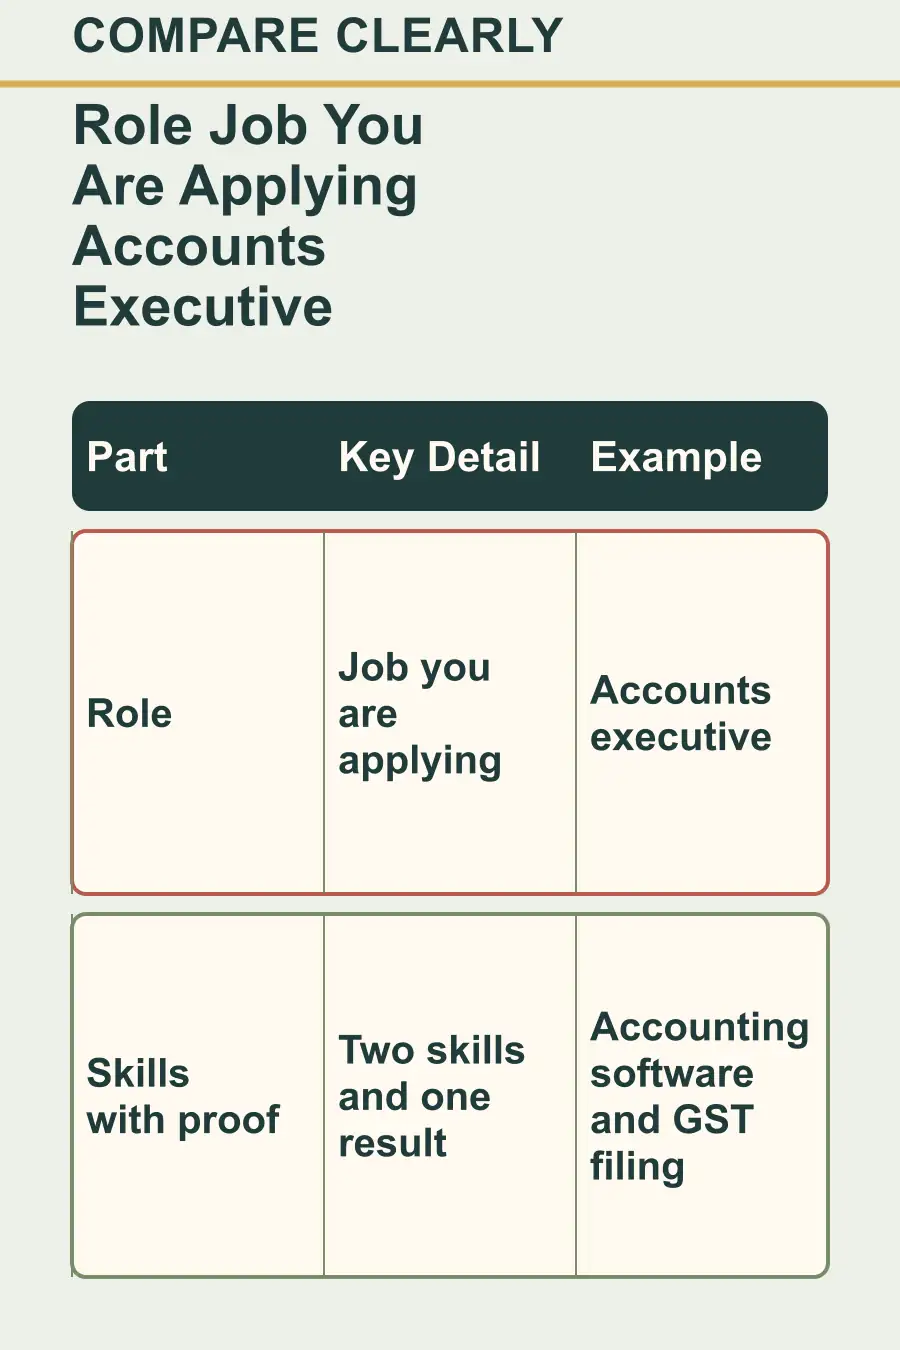 COMPARE CLEARLY
Role Job You
Are Applying
Accounts
Executive
Part
Key Detail
Example
Role
Job you
are
applying
Accounts
executive
Skills
with proof
Two skills
and one
result
Accounting
software
and GST
filing